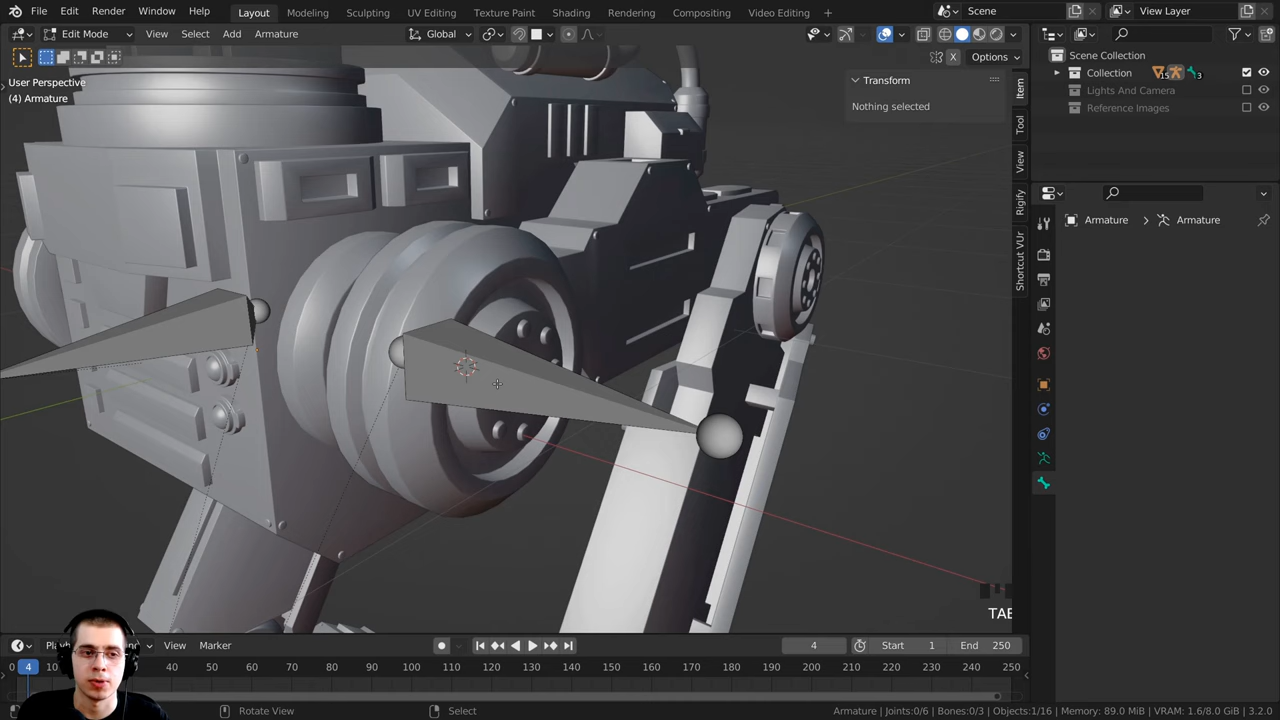 File Edit Render Window Help Layout Modeling Sculpting UV Editing Texture Paint Shading Rendering Compositing Video Editing + Scene View Layer
Edit Mode View Select Add Armature Global
X Options
User Perspective
(4) Armature
Transform
Nothing selected
Item
Tool
View
Rigify
Shortcut VUr
Scene Collection
Collection 15 3
Lights And Camera
Reference Images
Armature > Armature
TAB
View Marker 4 Start 1 End 250
0 4 40 60 70 80 90 100 110 120 130 140 150 160 170 180 190 200 210 220 230 240 250
Rotate View Select Armature | Joints:0/6 | Bones:0/3 | Objects:1/16 | Memory: 89.0 MiB | VRAM: 1.6/8.0 GiB | 3.2.0